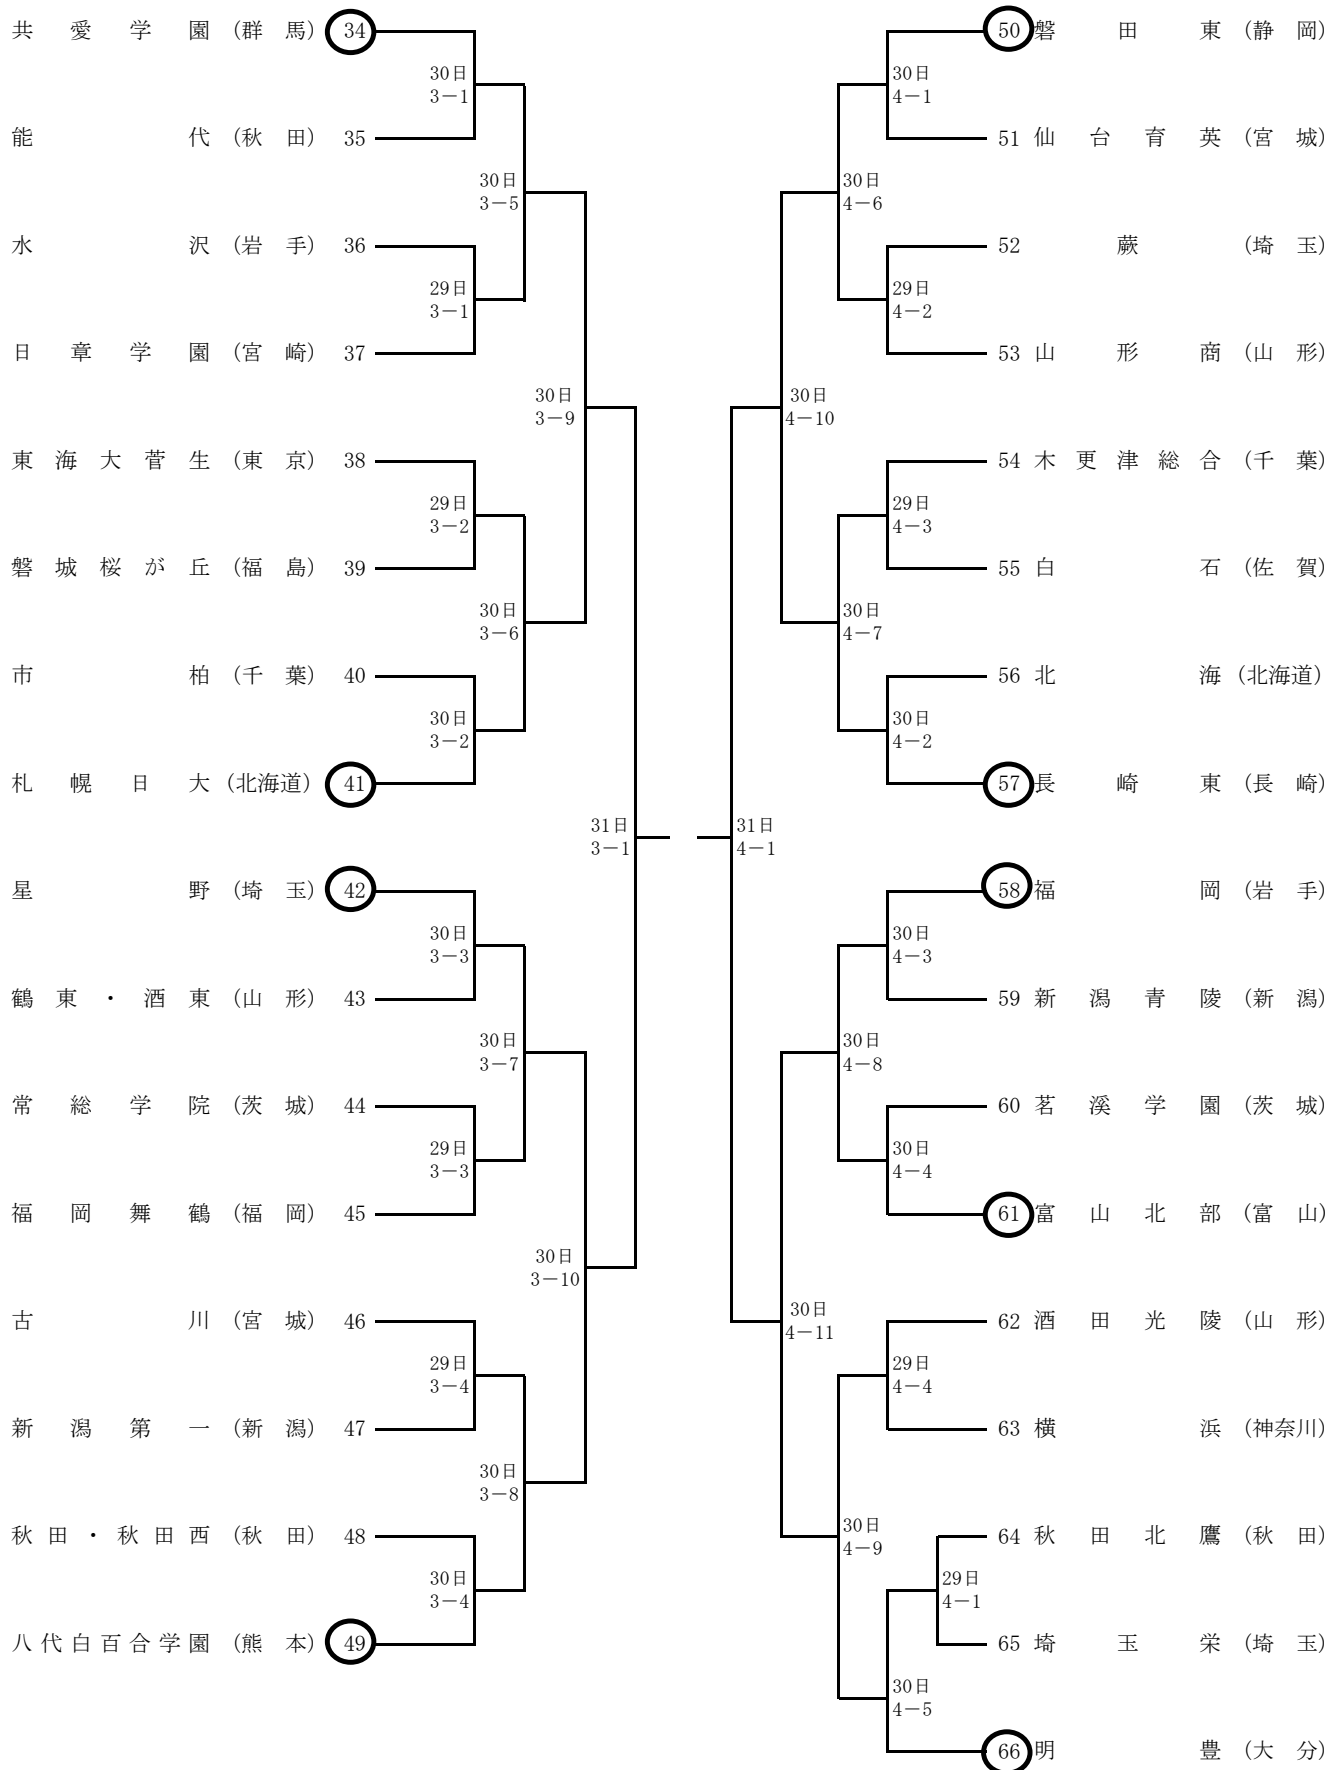 共愛学園（群馬） 34
30日
3－1
能代（秋田） 35
30日
3－5
水沢（岩手） 36
29日
3－1
日章学園（宮崎） 37
30日
3－9
東海大菅生（東京） 38
29日
3－2
磐城桜が丘（福島） 39
30日
3－6
市柏（千葉） 40
30日
3－2
札幌日大（北海道） 41
31日
3－1
星野（埼玉） 42
30日
3－3
鶴東・酒東（山形） 43
30日
3－7
常総学院（茨城） 44
29日
3－3
福岡舞鶴（福岡） 45
30日
3－10
古川（宮城） 46
29日
3－4
新潟第一（新潟） 47
30日
3－8
秋田・秋田西（秋田） 48
30日
3－4
八代白百合学園（熊本） 49
50 磐田東（静岡）
30日
4－1
51 仙台育英（宮城）
30日
4－6
52 蕨（埼玉）
29日
4－2
53 山形商（山形）
30日
4－10
54 木更津総合（千葉）
29日
4－3
55 白石（佐賀）
30日
4－7
56 北海（北海道）
30日
4－2
57 長崎東（長崎）
31日
4－1
58 福岡（岩手）
30日
4－3
59 新潟青陵（新潟）
30日
4－8
60 茗溪学園（茨城）
30日
4－4
61 富山北部（富山）
30日
4－11
62 酒田光陵（山形）
29日
4－4
63 横浜（神奈川）
30日
4－9
64 秋田北鷹（秋田）
29日
4－1
65 埼玉栄（埼玉）
30日
4－5
66 明豊（大分）